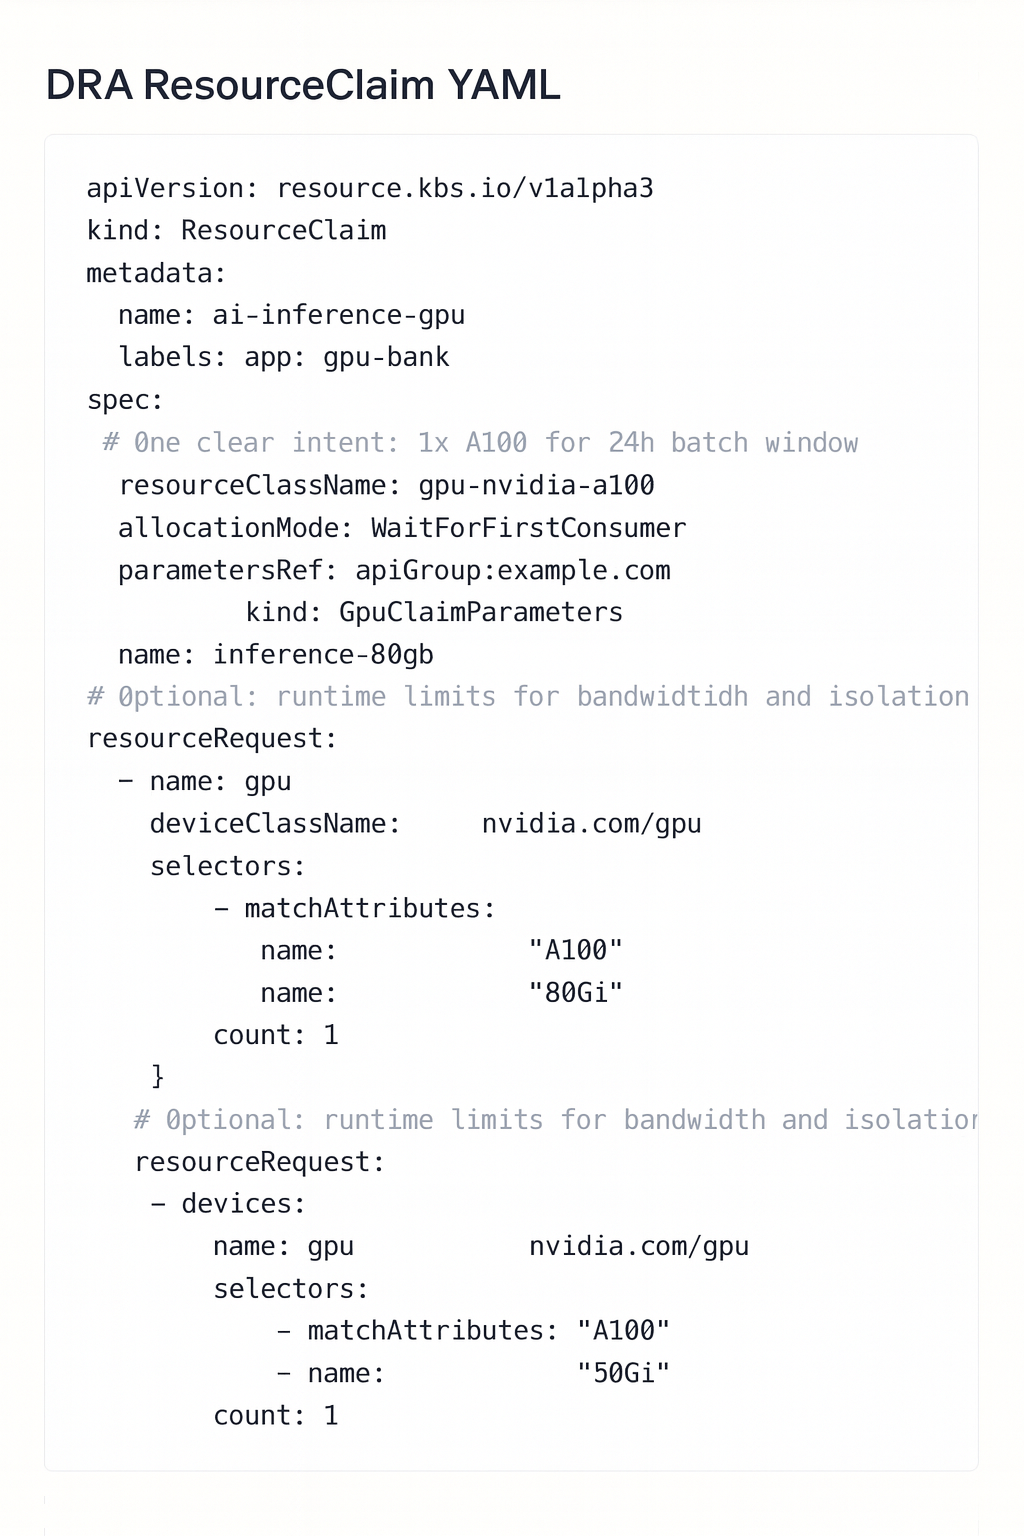 DRA ResourceClaim YAML
apiVersion: resource.kbs.io/v1alpha3
kind: ResourceClaim
metadata:
  name: ai-inference-gpu
  labels: app: gpu-bank
spec:
 # 0ne clear intent: 1x A100 for 24h batch window
  resourceClassName: gpu-nvidia-a100
  allocationMode: WaitForFirstConsumer
  parametersRef: apiGroup:example.com
          kind: GpuClaimParameters
  name: inference-80gb
# 0ptional: runtime limits for bandwidtidh and isolation
resourceRequest:
  – name: gpu
    deviceClassName:     nvidia.com/gpu
    selectors:
        – matchAttributes:
           name:            "A100"
           name:            "80Gi"
        count: 1
    }
   # 0ptional: runtime limits for bandwidth and isolation
   resourceRequest:
    – devices:
        name: gpu           nvidia.com/gpu
        selectors:
            – matchAttributes: "A100"
            – name:            "50Gi"
        count: 1